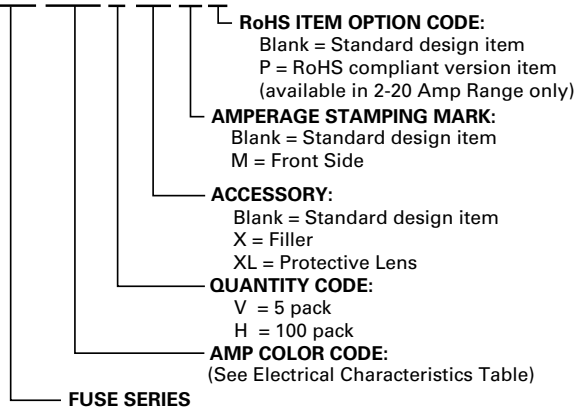 RoHS ITEM OPTION CODE:
Blank = Standard design item
P = RoHS compliant version item
(available in 2-20 Amp Range only)
AMPERAGE STAMPING MARK:
Blank = Standard design item
M = Front Side
ACCESSORY:
Blank = Standard design item
X = Filler
XL = Protective Lens
QUANTITY CODE:
V = 5 pack
H = 100 pack
AMP COLOR CODE:
(See Electrical Characteristics Table)
FUSE SERIES